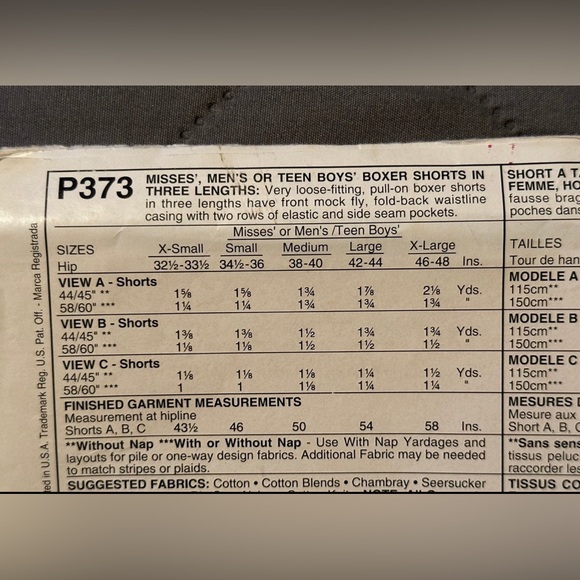 P373 MISSES', MEN'S OR TEEN BOYS' BOXER SHORTS IN
THREE LENGTHS: Very loose-fitting, pull-on boxer shorts
in three lengths have front mock fly, fold-back waistline
casing with two rows of elastic and side seam pockets.
Misses' or Men's /Teen Boys'
SIZES X-Small Small Medium Large X-Large
Hip 32½-33½ 34½-36 38-40 42-44 46-48 Ins.
VIEW A - Shorts
44/45" ** 1⅝ 1⅝ 1¾ 1⅞ 2⅛ Yds.
58/60" *** 1¼ 1¼ 1¾ 1¾ 1¾ "
VIEW B - Shorts
44/45" ** 1⅜ 1⅜ 1½ 1¾ 1¾ Yds.
58/60" *** 1⅛ 1⅛ 1½ 1½ 1½ "
VIEW C - Shorts
44/45" ** 1⅛ 1⅛ 1⅛ 1¼ 1½ Yds.
58/60" *** 1 1 1⅛ 1¼ 1¼ "
FINISHED GARMENT MEASUREMENTS
Measurement at hipline
Shorts A, B, C 43½ 46 50 54 58 Ins.
**Without Nap ***With or Without Nap - Use With Nap Yardages and
layouts for pile or one-way design fabrics. Additional Fabric may be needed
to match stripes or plaids.
SUGGESTED FABRICS: Cotton • Cotton Blends • Chambray • Seersucker
SHORT A T
FEMME, HO
fausse brag
poches dans
TAILLES
Tour de han
MODELE A
115cm**
150cm***
MODELE B
115cm**
150cm***
MODELE C
115cm**
150cm***
MESURES D
Mesure aux
Short A, B, C
**Sans sens
tissus peluc
raccorder les
TISSUS CO
ted in U.S.A. Trademark Reg. U.S. Pat. Off. - Marca Registrada